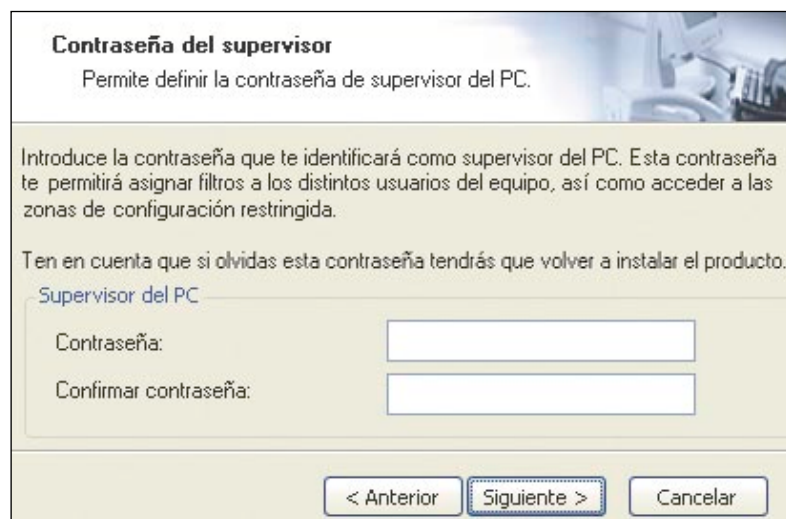 Contraseña del supervisor
Permite definir la contraseña de supervisor del PC.
Introduce la contraseña que te identificará como supervisor del PC. Esta contraseña
te permitirá asignar filtros a los distintos usuarios del equipo, así como acceder a las
zonas de configuración restringida.
Ten en cuenta que si olvidas esta contraseña tendrás que volver a instalar el producto.
Supervisor del PC
Contraseña:
Confirmar contraseña:
< Anterior
Siguiente >
Cancelar